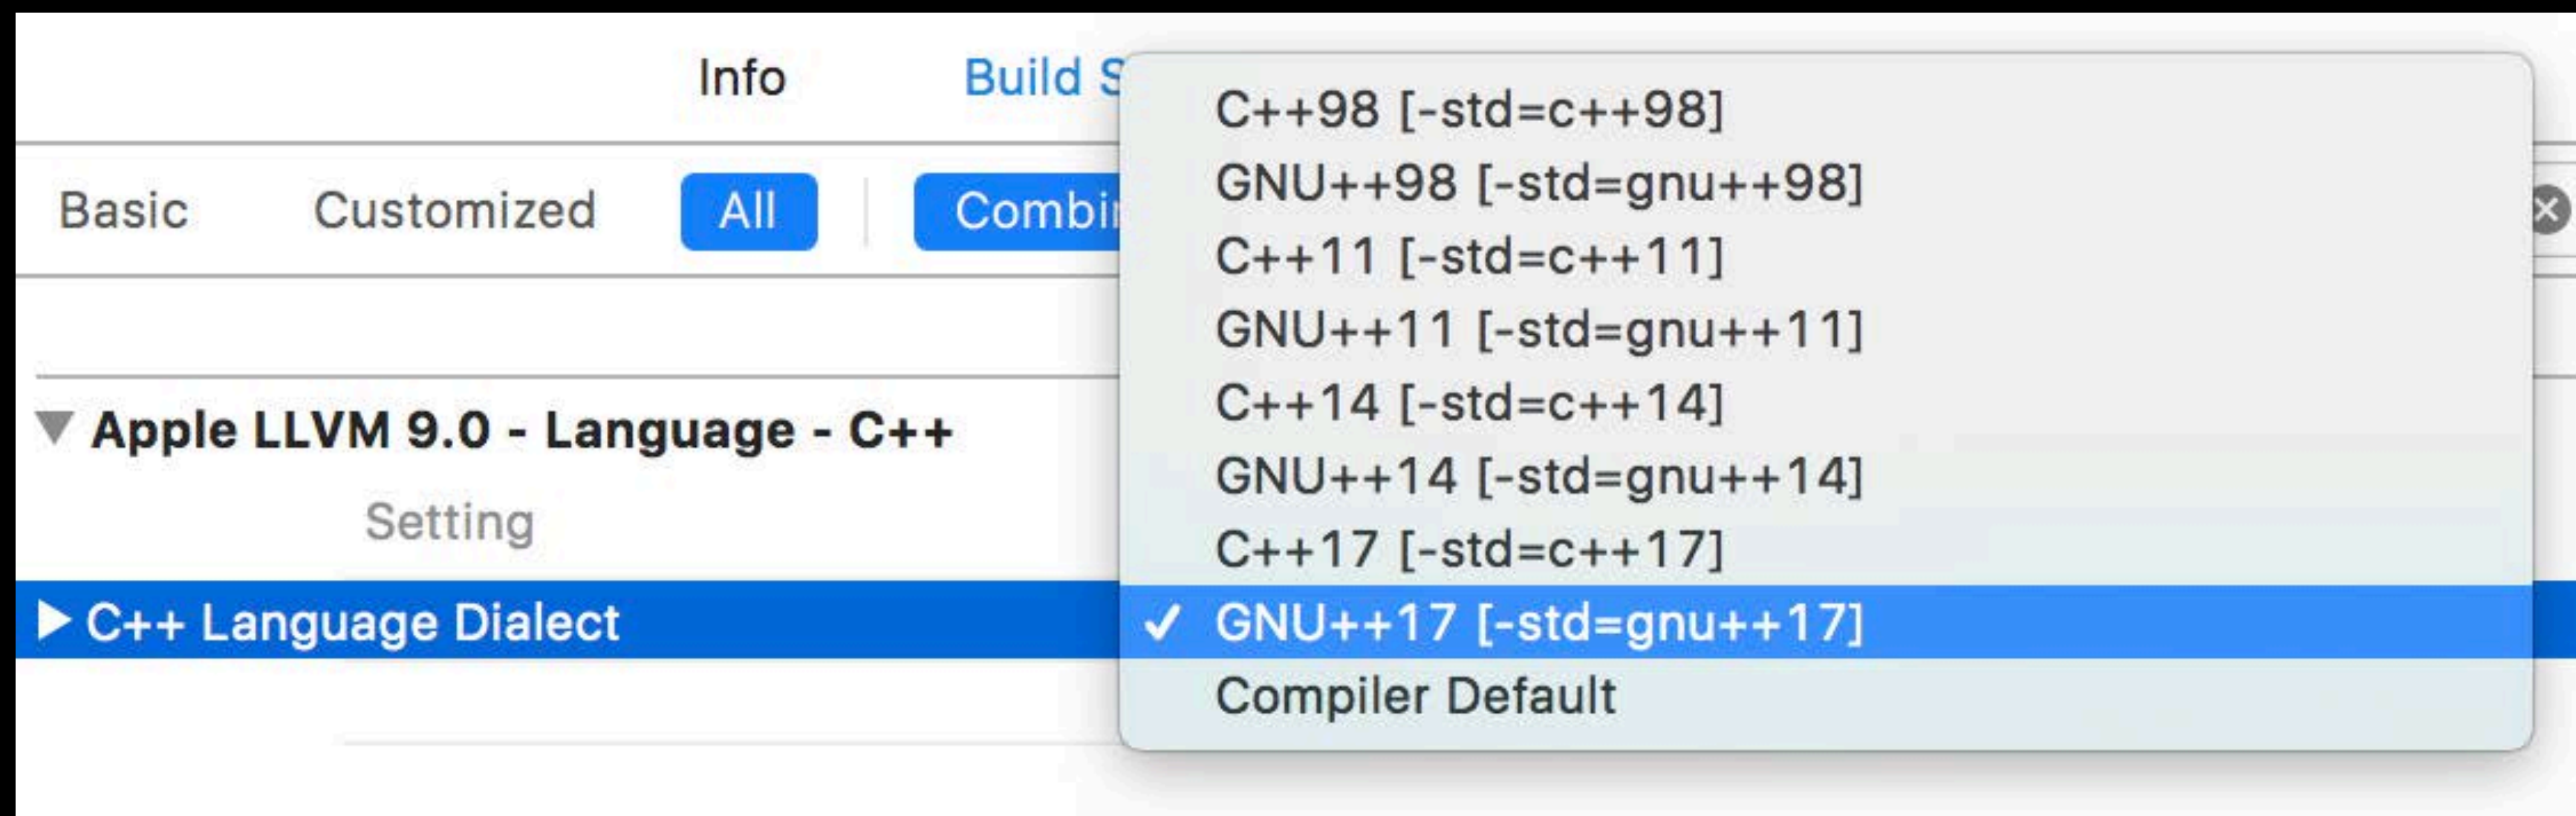 Info Build S
Basic Customized All Combin
Apple LLVM 9.0 - Language - C++
Setting
C++ Language Dialect
C++98 [-std=c++98]
GNU++98 [-std=gnu++98]
C++11 [-std=c++11]
GNU++11 [-std=gnu++11]
C++14 [-std=c++14]
GNU++14 [-std=gnu++14]
C++17 [-std=c++17]
✓ GNU++17 [-std=gnu++17]
Compiler Default